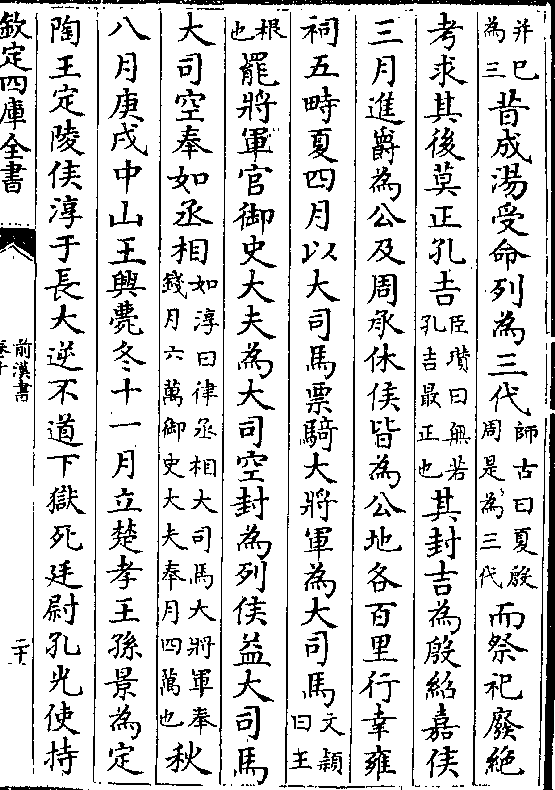 并巳為三昔成湯受命列為三代師古曰夏殷周是為三代而祭祀廢絶
考求其後莫正孔吉臣瓚曰無若孔吉最正也其封吉為殷紹嘉侯
三月進爵為公及周承休侯皆為公地各百里行幸雍
祠五畤夏四月以大司馬票騎大將軍為大司馬文穎曰王
根也罷將軍官御史大夫為大司空封為列侯益大司馬
大司空奉如丞相如淳曰律丞相大司馬大將軍奉錢月六萬御史大夫奉月四萬也秋
八月庚戌中山王興薨冬十一月立楚孝王孫景為定
陶王定陵侯淳于長大逆不道下獄死廷尉孔光使持
欽定四庫全書
前漢書
卷十